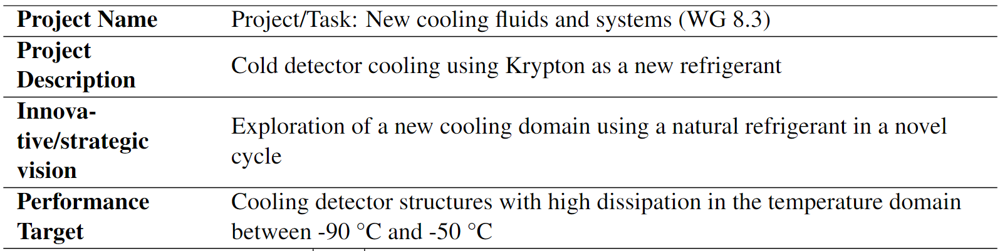 Project Name Project/Task: New cooling fluids and systems (WG 8.3)
Project
Description
Cold detector cooling using Krypton as a new refrigerant
Innova-
tive/strategic
vision
Exploration of a new cooling domain using a natural refrigerant in a novel
cycle
Performance
Target
Cooling detector structures with high dissipation in the temperature domain
between -90 °C and -50 °C